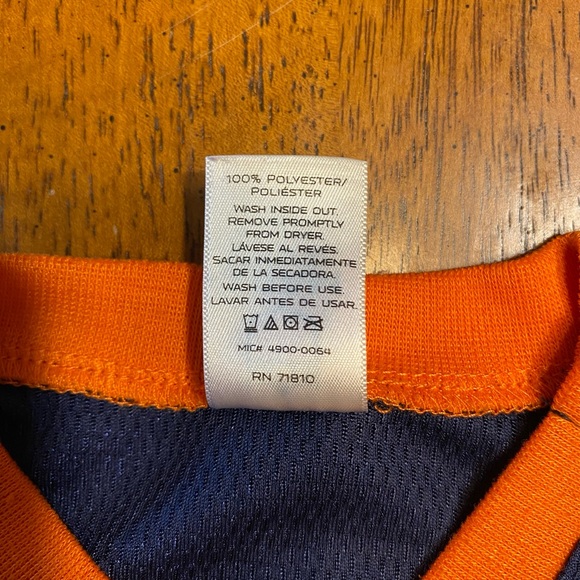 100% POLYESTER/
POLIÉSTER
WASH INSIDE OUT.
REMOVE PROMPTLY
FROM DRYER.
LÁVESE AL REVÉS.
SACAR INMEDIATAMENTE
DE LA SECADORA.
WASH BEFORE USE.
LAVAR ANTES DE USAR.
MIC# 4900-0064
RN 71810